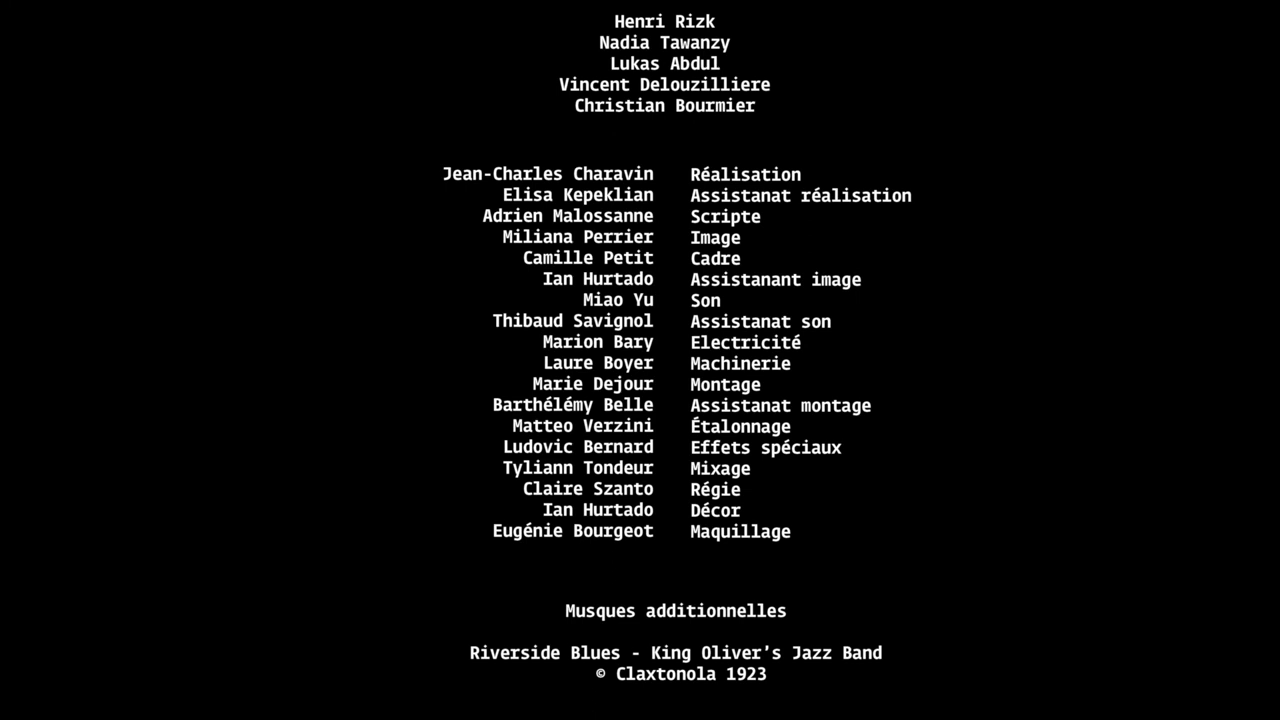 Henri Rizk
Nadia Tawanzy
Lukas Abdul
Vincent Delouzilliere
Christian Bourmier
Jean-Charles Charavin Réalisation
Elisa Kepeklian Assistanat réalisation
Adrien Malossanne Scripte
Miliana Perrier Image
Camille Petit Cadre
Ian Hurtado Assistanant image
Miao Yu Son
Thibaud Savignol Assistanat son
Marion Bary Electricité
Laure Boyer Machinerie
Marie Dejour Montage
Barthélémy Belle Assistanat montage
Matteo Verzini Étalonnage
Ludovic Bernard Effets spéciaux
Tyliann Tondeur Mixage
Claire Szanto Régie
Ian Hurtado Décor
Eugénie Bourgeot Maquillage
Musques additionnelles
Riverside Blues - King Oliver’s Jazz Band
© Claxtonola 1923